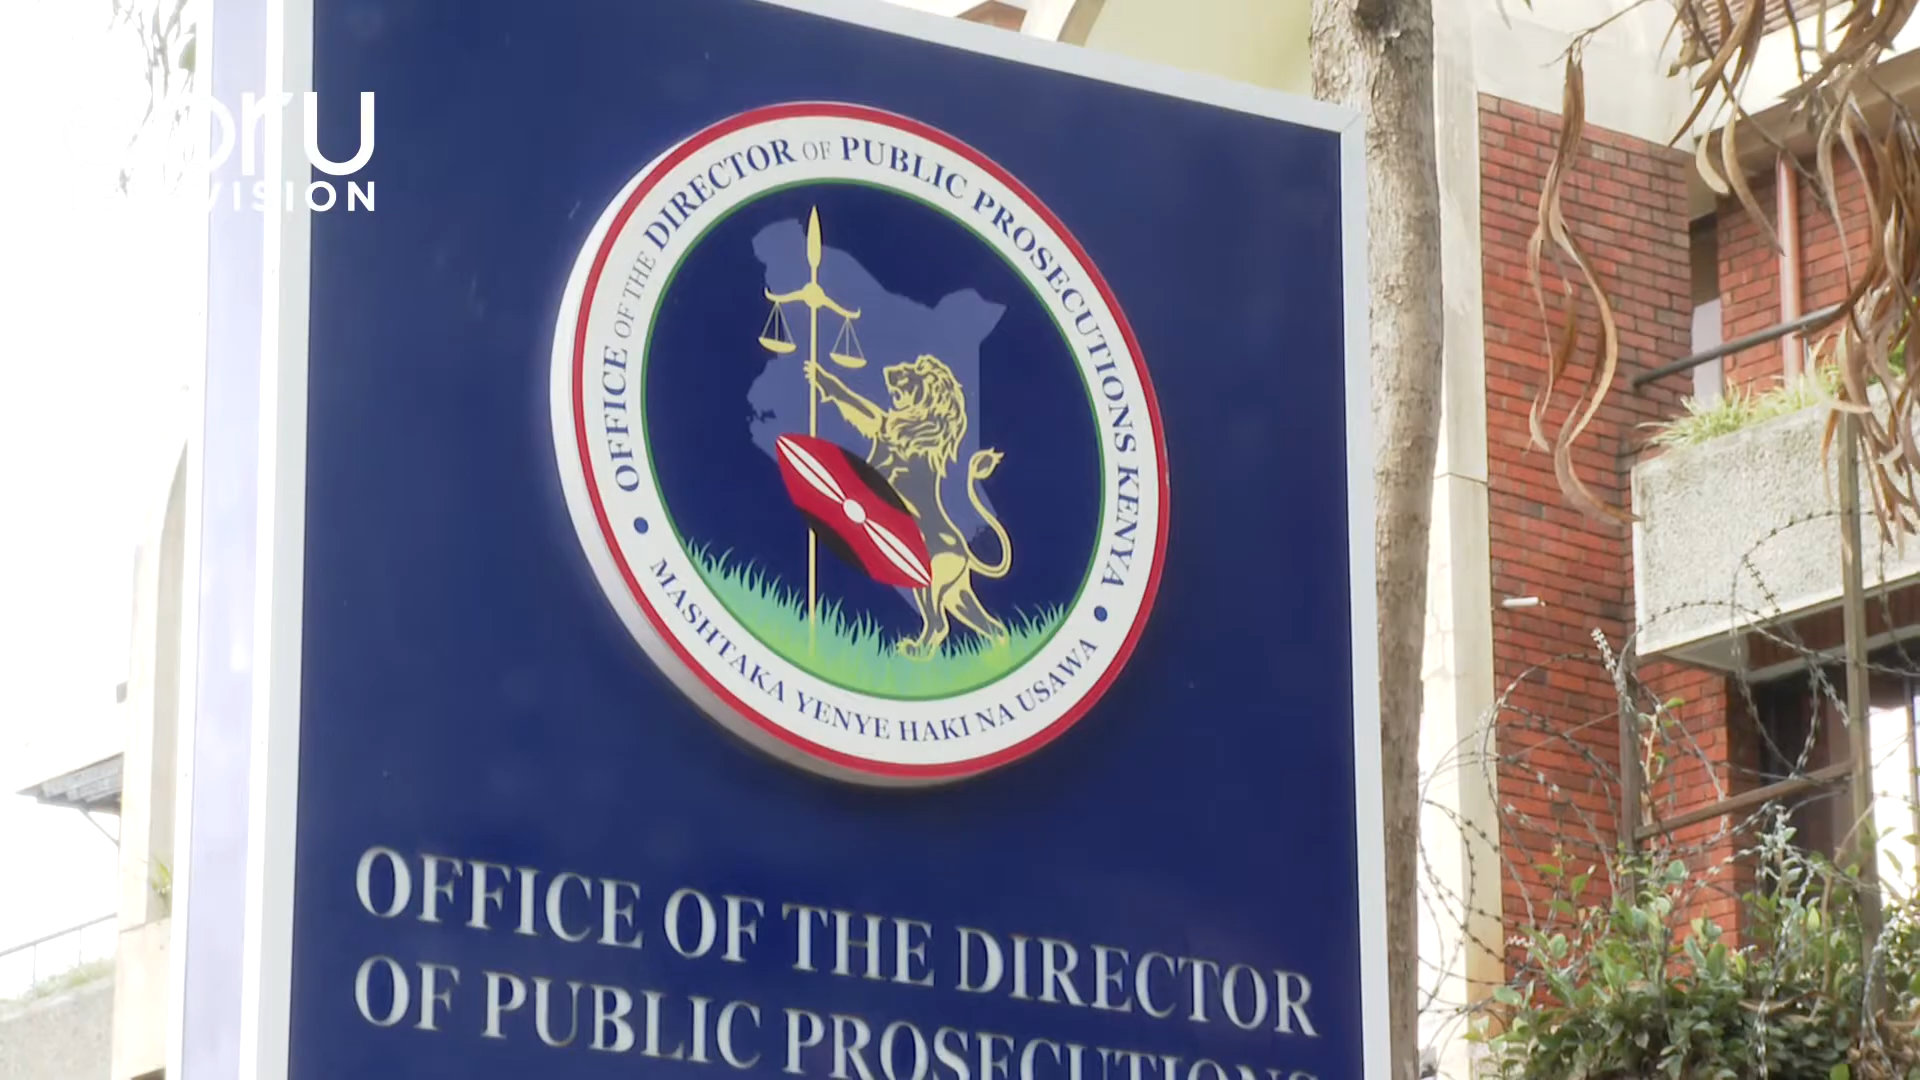 OFFICE OF THE DIRECTOR OF PUBLIC PROSECUTIONS KENYA
MASHTAKA YENYE HAKI NA USAWA
OFFICE OF THE DIRECTOR
OF PUBLIC PROSECUTIONS